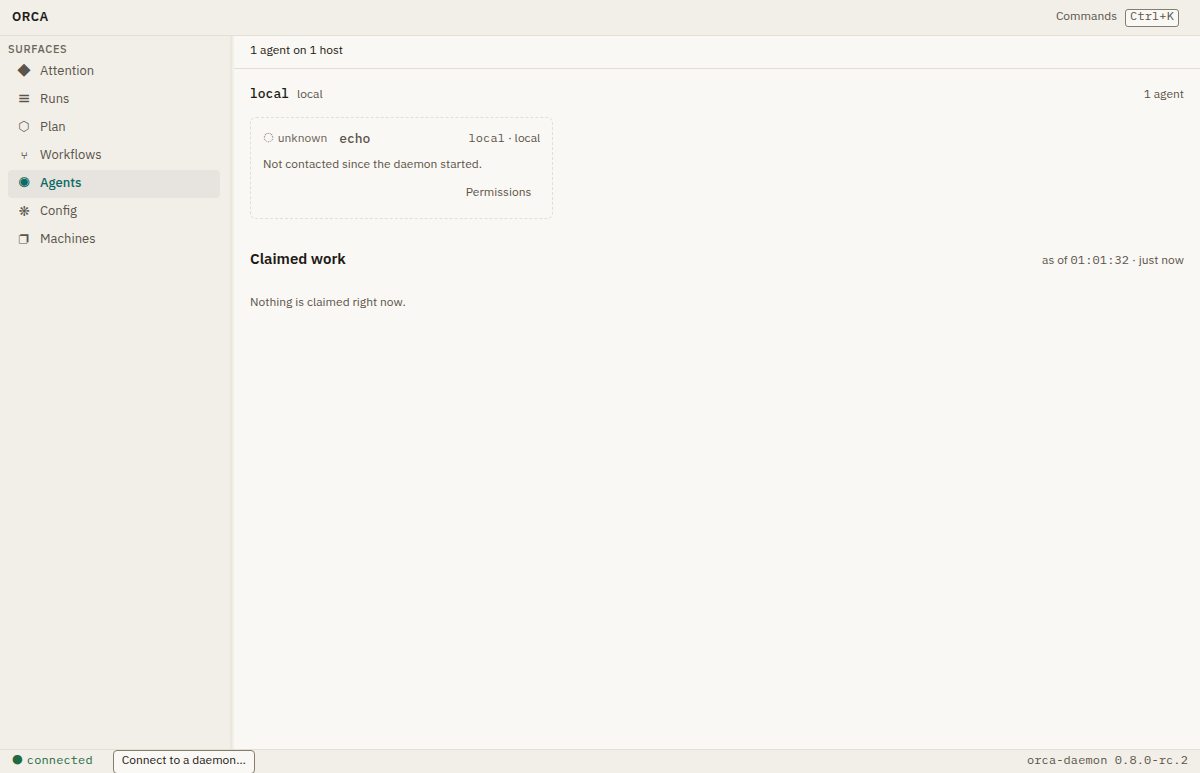 ORCA
Commands Ctrl+K
SURFACES
Attention
Runs
Plan
Workflows
Agents
Config
Machines
1 agent on 1 host
local local 1 agent
unknown echo local · local
Not contacted since the daemon started.
Permissions
Claimed work as of 01:01:32 · just now
Nothing is claimed right now.
connected Connect to a daemon... orca-daemon 0.8.0-rc.2